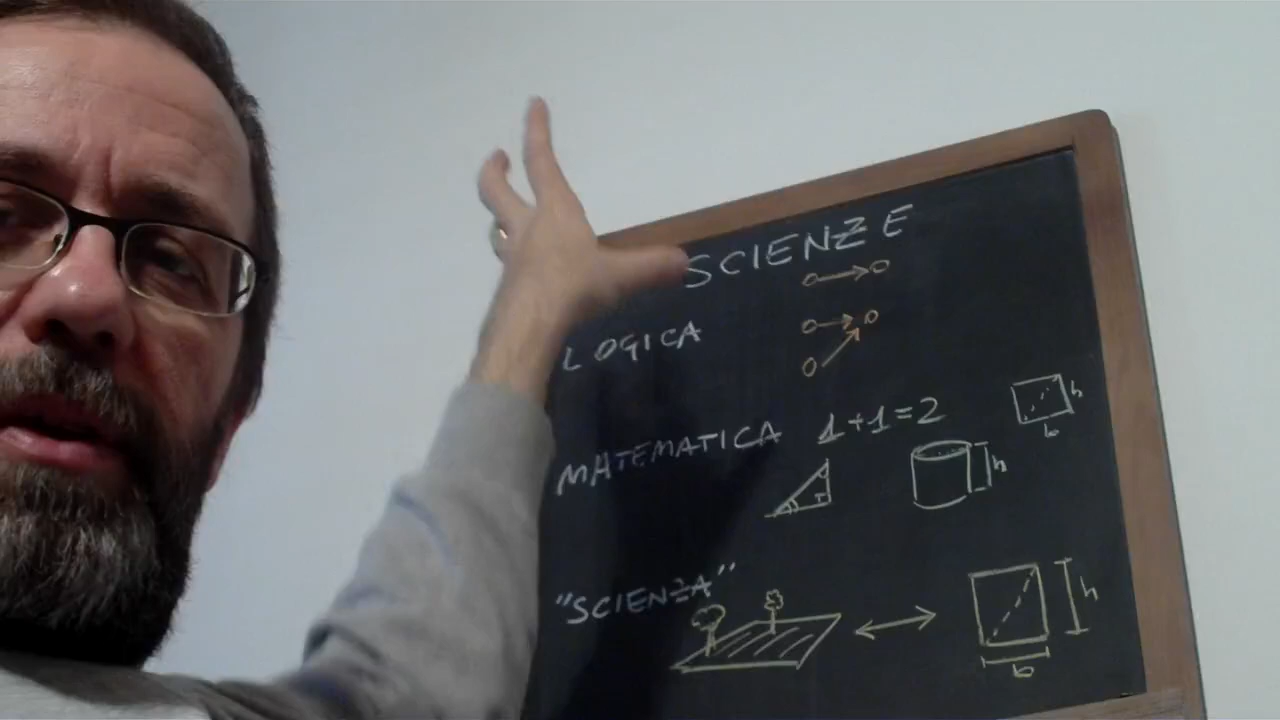 SCIENZE
LOGICA
MATEMATICA 1+1=2
h
b
h
"SCIENZA"
h
b